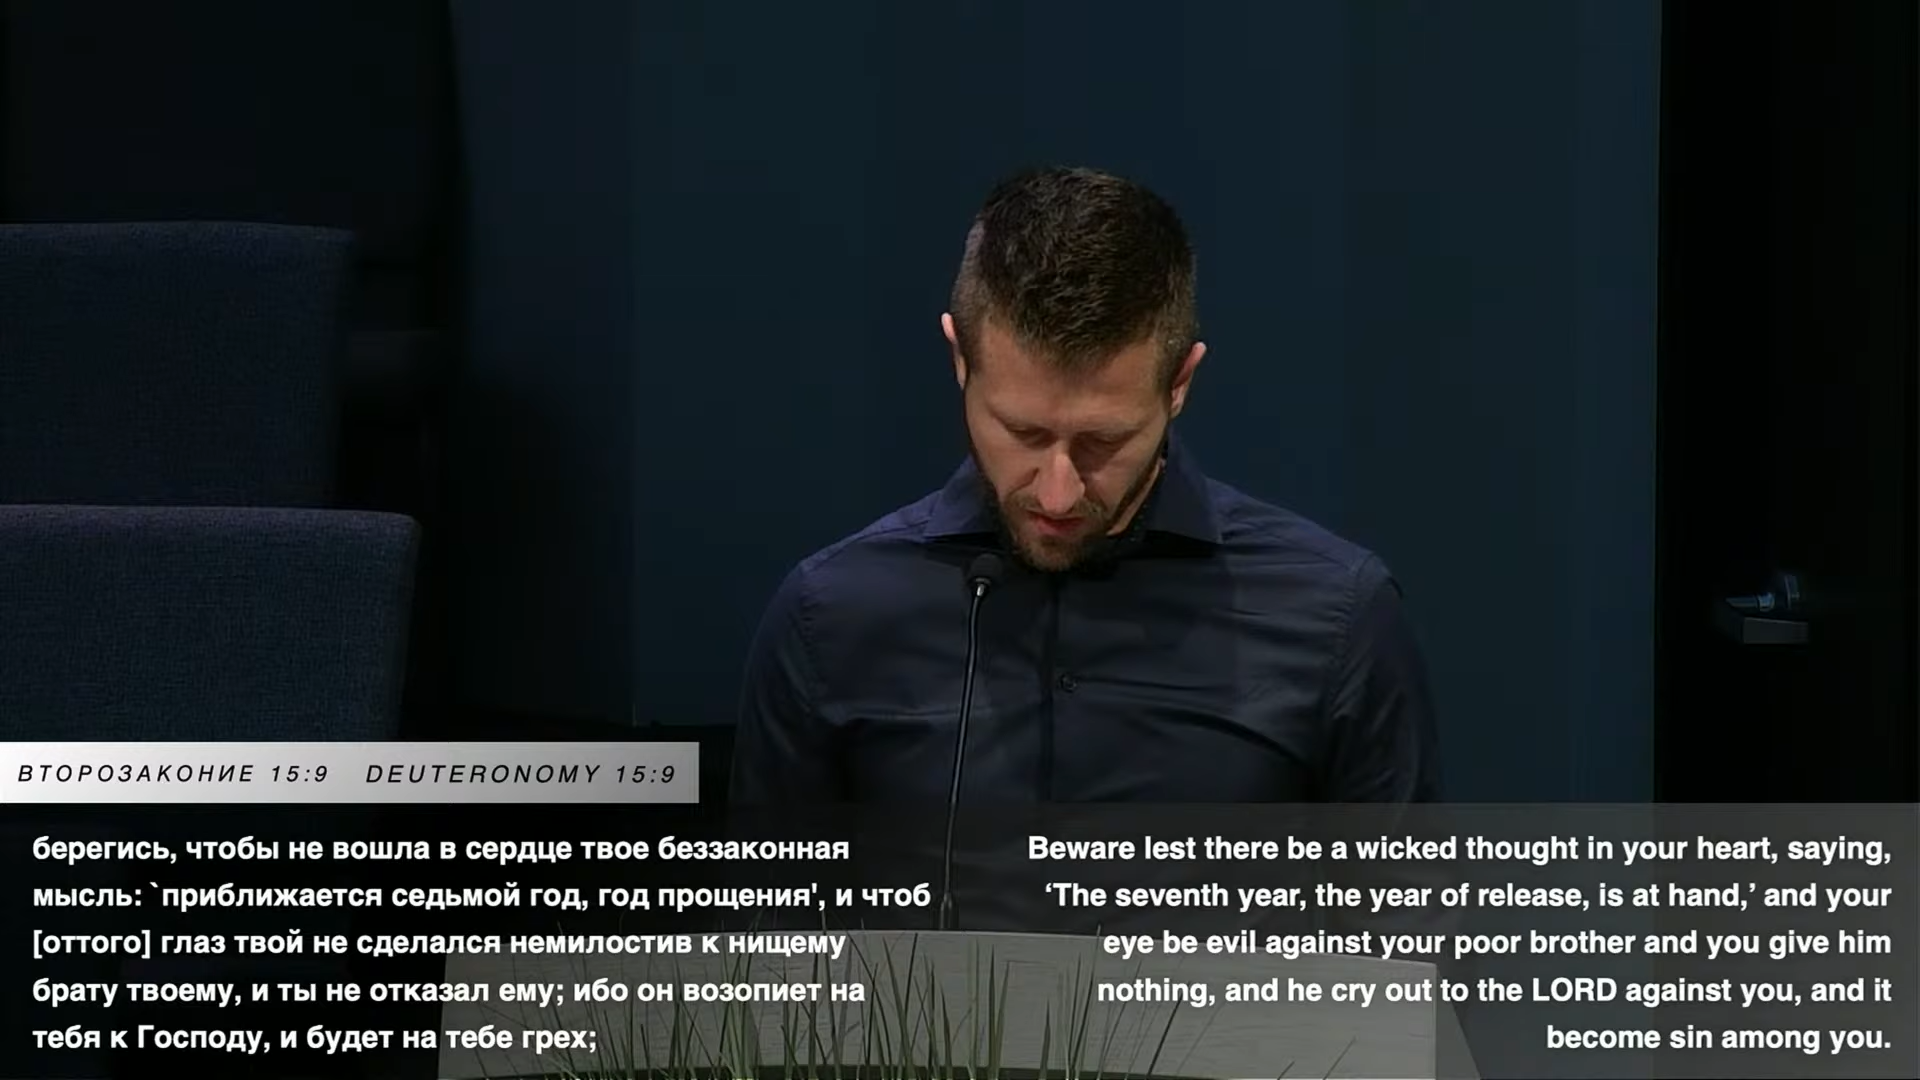 ВТОРОЗАКОНИЕ 15:9 DEUTERONOMY 15:9
берегись, чтобы не вошла в сердце твое беззаконная
мысль: `приближается седьмой год, год прощения', и чтоб
[оттого] глаз твой не сделался немилостив к нищему
брату твоему, и ты не отказал ему; ибо он возопиет на
тебя к Господу, и будет на тебе грех;
Beware lest there be a wicked thought in your heart, saying,
‘The seventh year, the year of release, is at hand,’ and your
eye be evil against your poor brother and you give him
nothing, and he cry out to the LORD against you, and it
become sin among you.